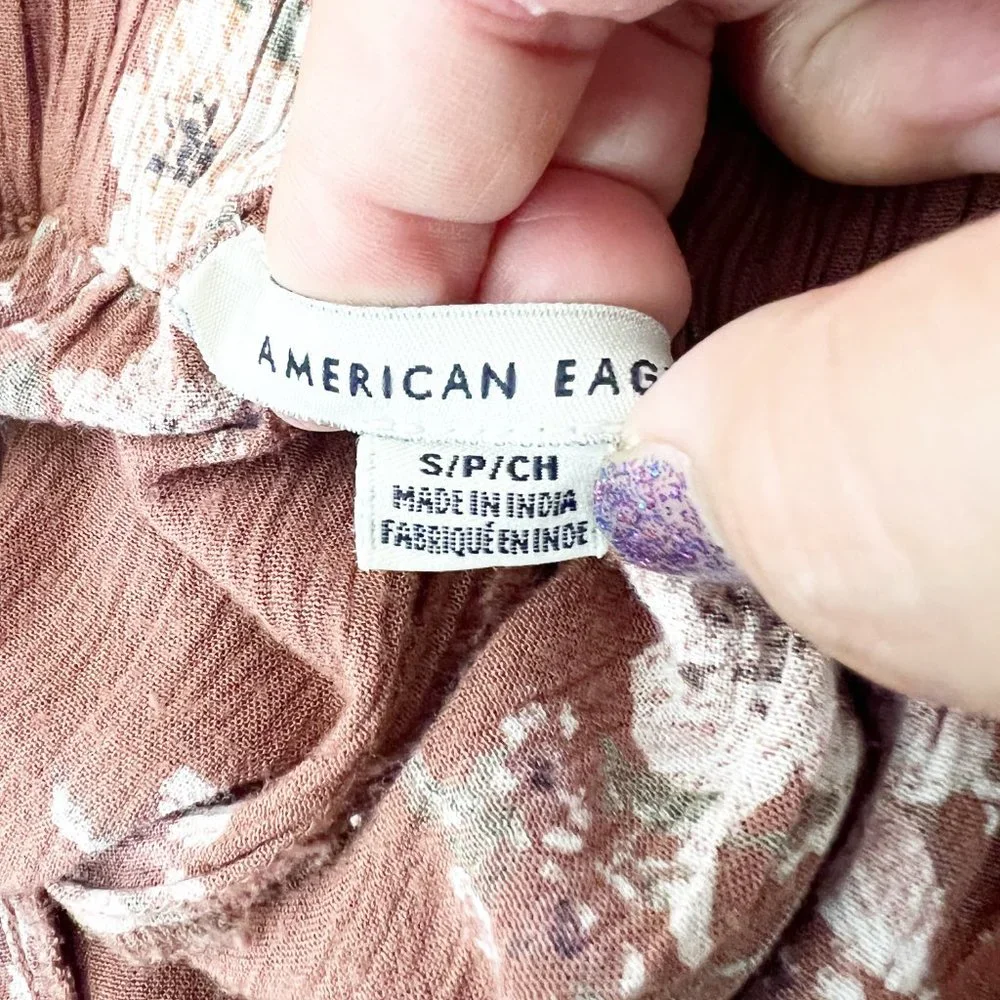 AMERICAN EAG
S/P/CH
MADE IN INDIA
FABRIQUÉ EN INDE